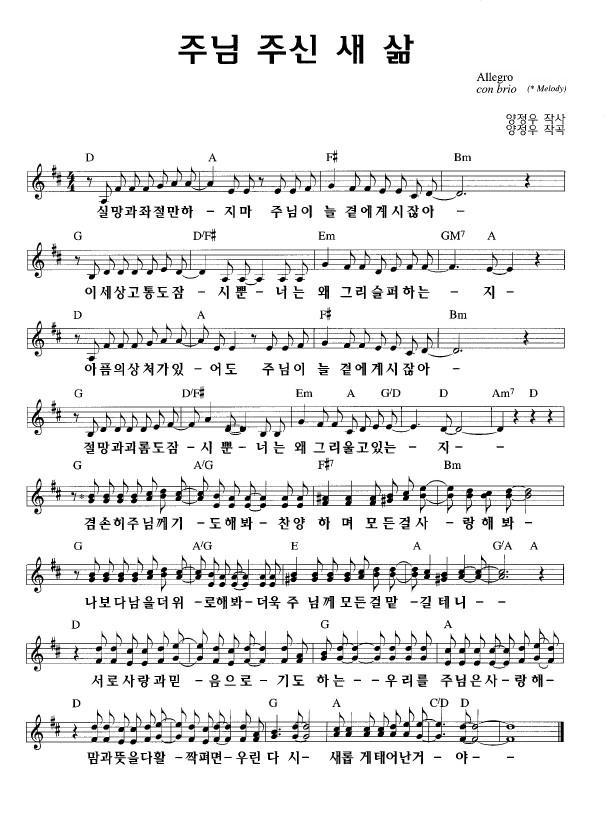 주님 주신 새 삶
Allegro
con brio (* Melody)
양정우 작사
양정우 작곡
D A F# Bm
실망과좌절만하 - 지마 주님이 늘 곁에게시잖아 -
G D/F# Em GM7 A
이세상고통도잠 - 시뿐 - 너는 왜 그리슬퍼하는 - 지 -
D A F# Bm
아픔의상처가있 - 어도 주님이 늘 곁에게시잖아 -
G D/F# Em A G/D D Am7 D
절망과괴롬도잠 - 시 뿐 - 너는 왜 그리울고있는 - 지 -
G A/G F#7 Bm
겸손히주님께기 - 도해봐 - 찬양 하 며 모든걸사 - 랑해 봐 -
G A/G E A G/A A
나보다남을더위 - 로해봐 - 더욱 주 님께 모든걸 맡 - 길 테 니 -
D G A
서로사랑과믿 - 음으로 - 기도 하는 - - 우리를 주님은사랑해 -
D G A C/D D
맘과뜻을다활 - 짝펴면 - 우린 다 시 - 새롭 게태어난거 - 야 -